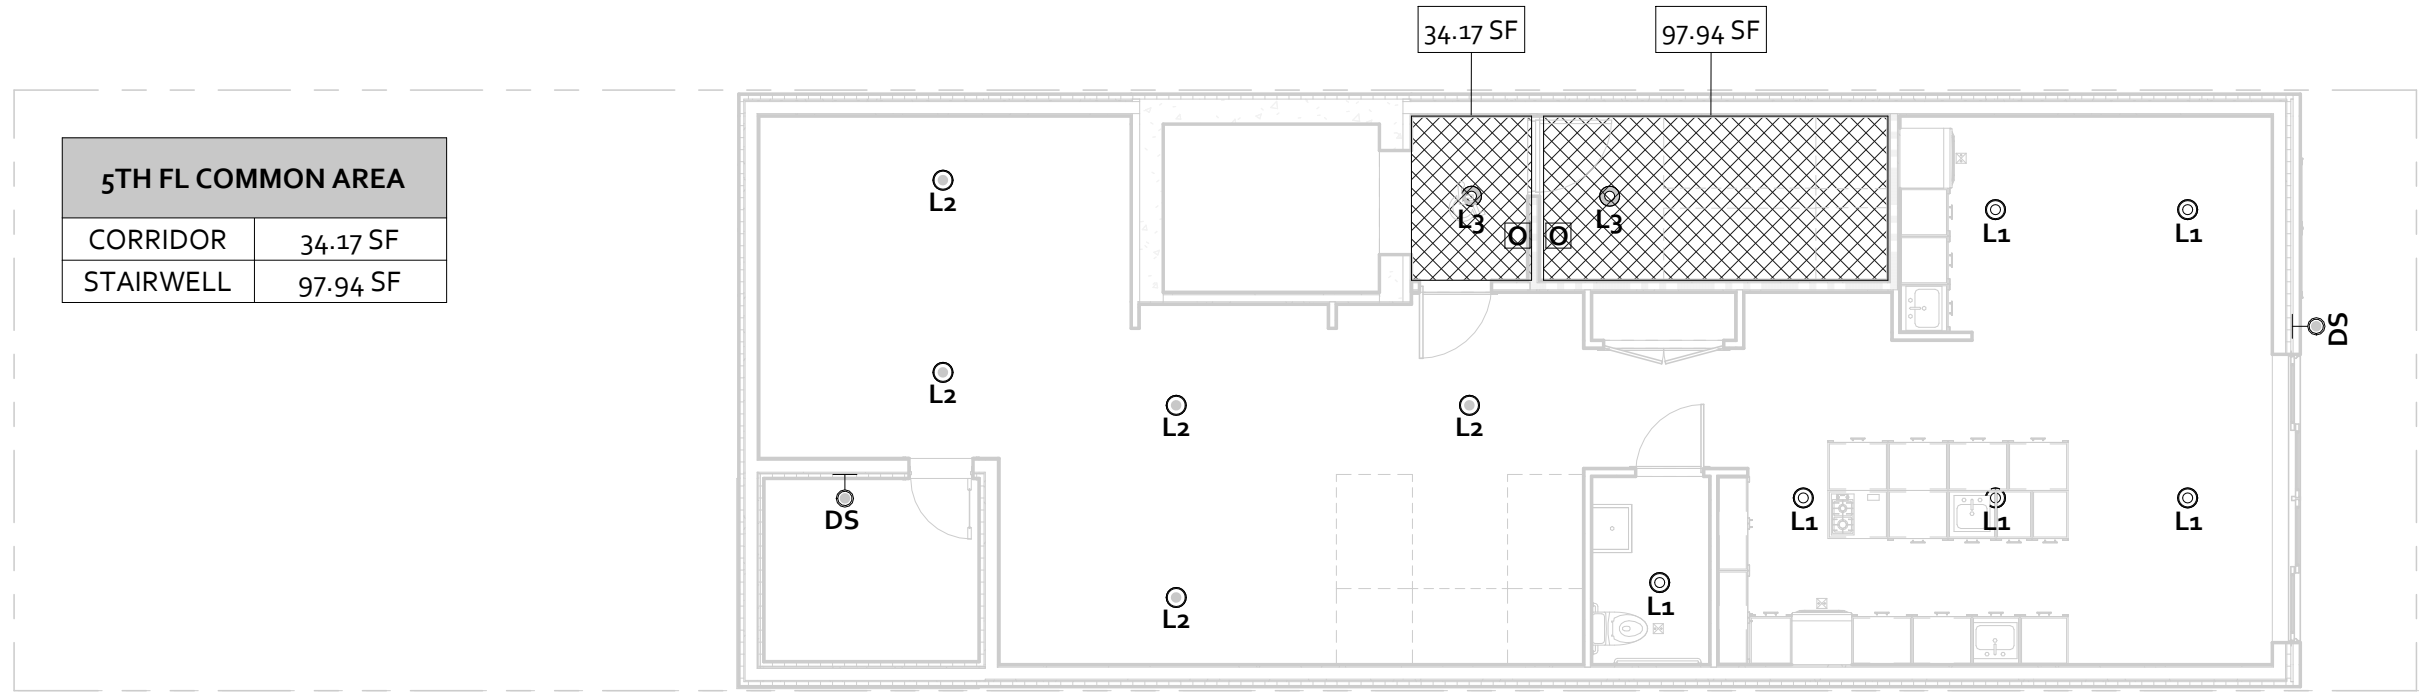 34.17 SF
97.94 SF
5TH FL COMMON AREA
CORRIDOR 34.17 SF
STAIRWELL 97.94 SF
L2
L3
L3
O
O
L1
L1
DS
L2
L2
L2
L1
L1
L1
DS
L2
L1